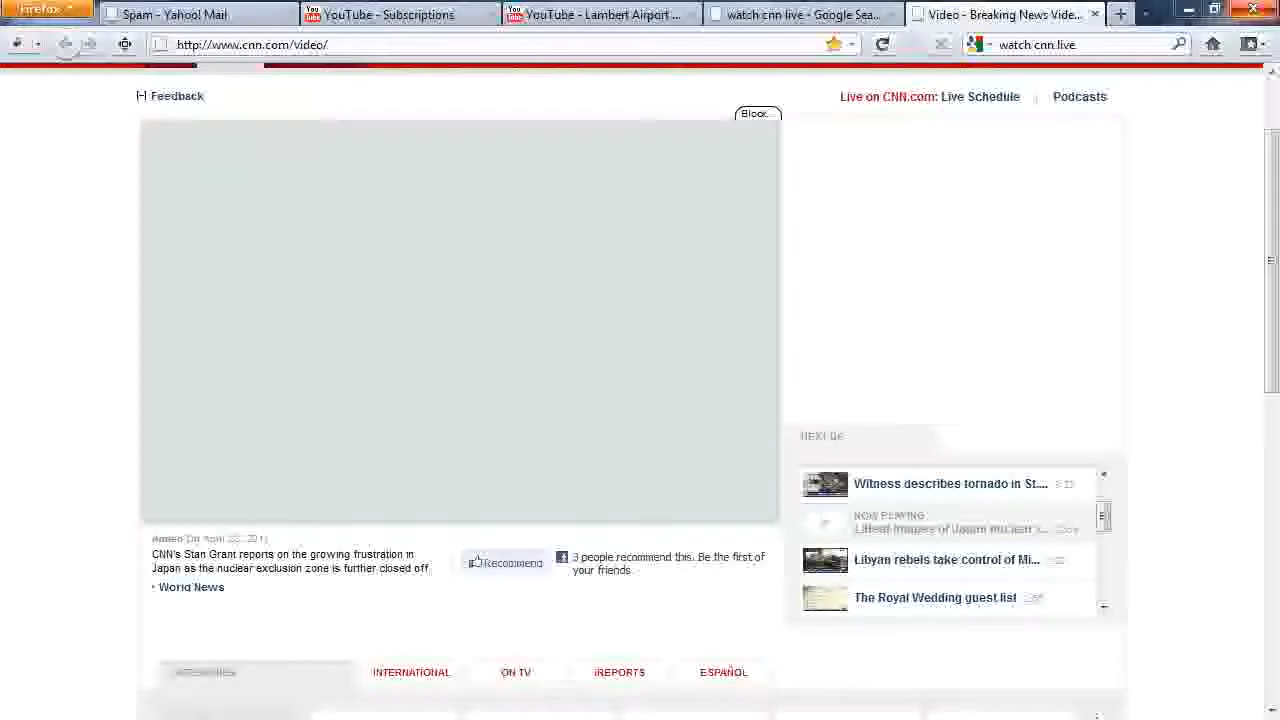 Firefox
Spam - Yahoo! Mail
YouTube - Subscriptions
YouTube - Lambert Airport ...
watch cnn live - Google Sea...
Video - Breaking News Vide...
http://www.cnn.com/video/
watch cnn live
Feedback
Live on CNN.com: Live Schedule | Podcasts
Block...
NEXT UP
Witness describes tornado in St....
NOW PLAYING
Libyan rebels take control of Mi...
The Royal Wedding guest list
CNN's Stan Grant reports on the growing frustration in
Japan as the nuclear exclusion zone is further closed off
World News
Recommend
3 people recommend this. Be the first of
your friends.
INTERNATIONAL
ON TV
iREPORTS
ESPAÑOL